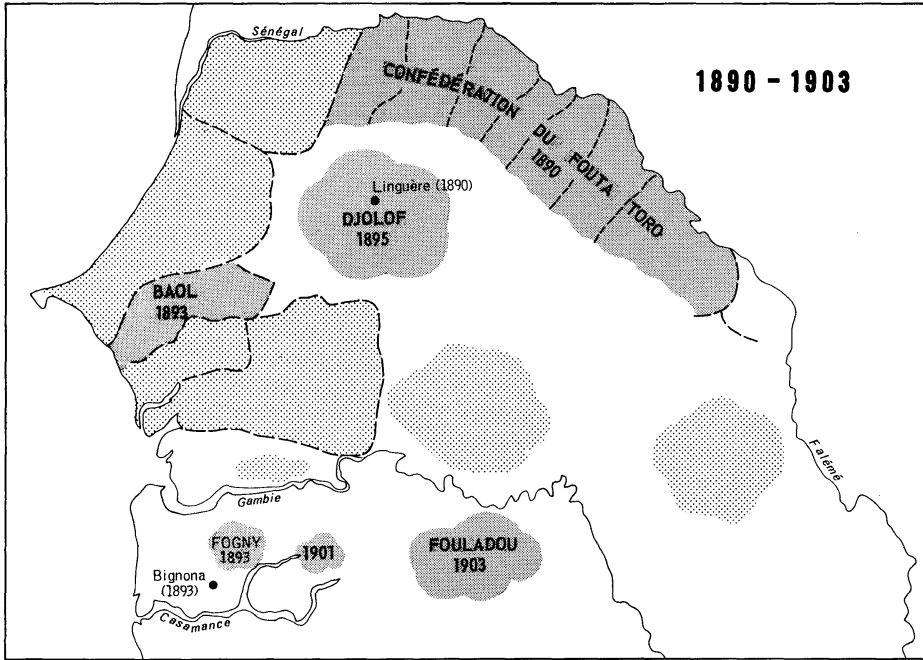 Sénégal
1890 - 1903
CONFÉDÉRATION DU FOUTA TORO
1890
Linguère (1890)
DJOLOF
1895
BAOL
1893
Falémé
Gambie
FOGNY
1893
1901
FOULADOU
1903
Bignona
(1893)
Casamance